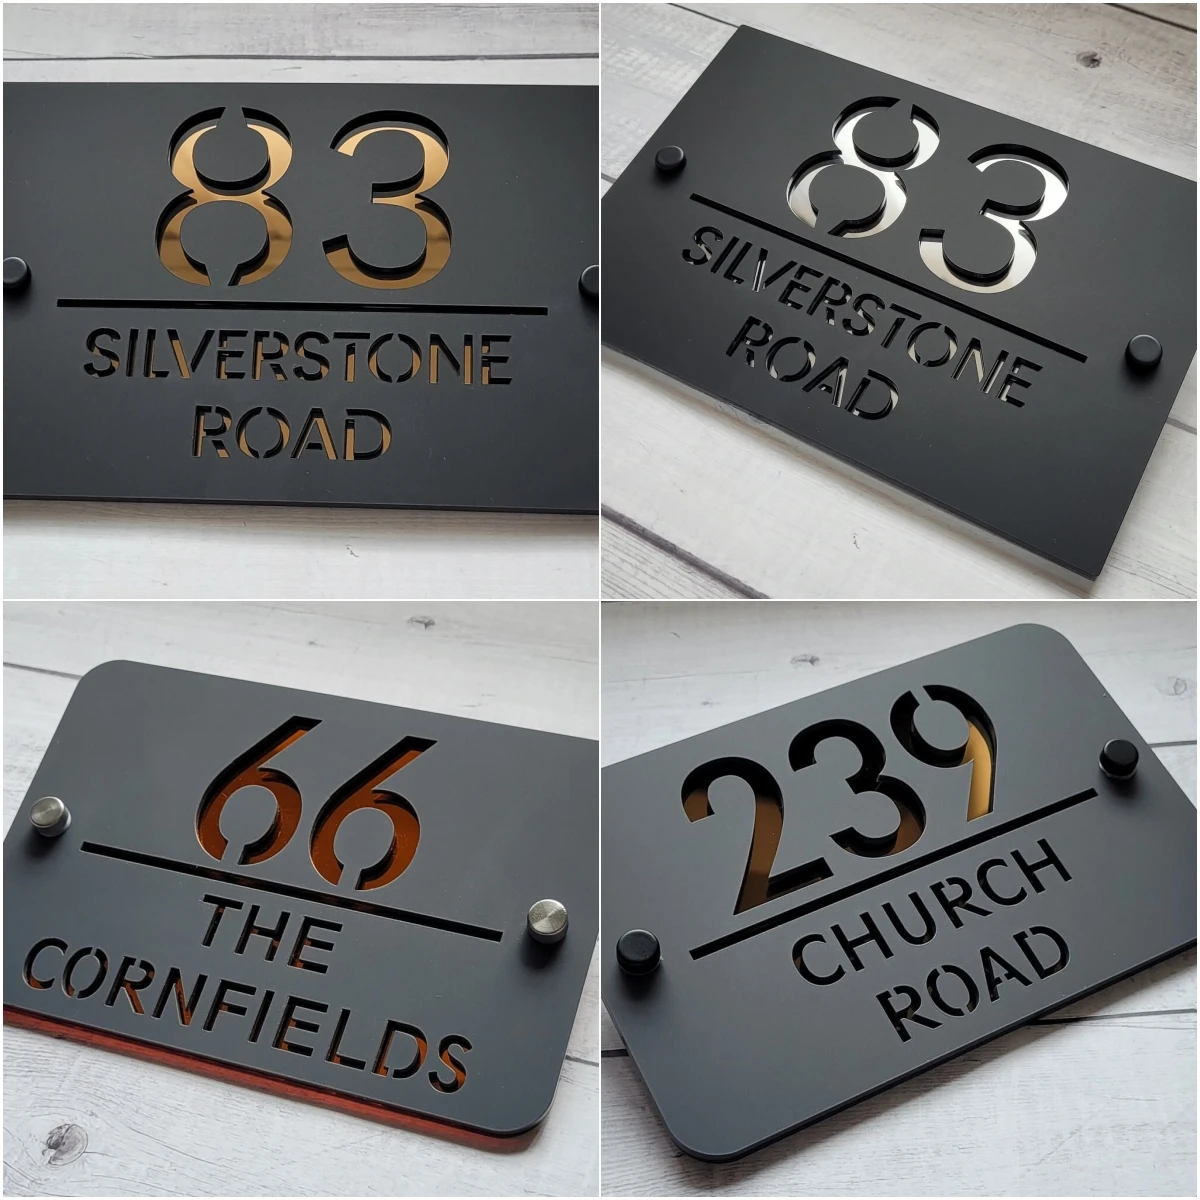 83
SILVERSTONE
ROAD
83
SILVERSTONE
ROAD
66
THE
CORNFIELDS
239
CHURCH
ROAD